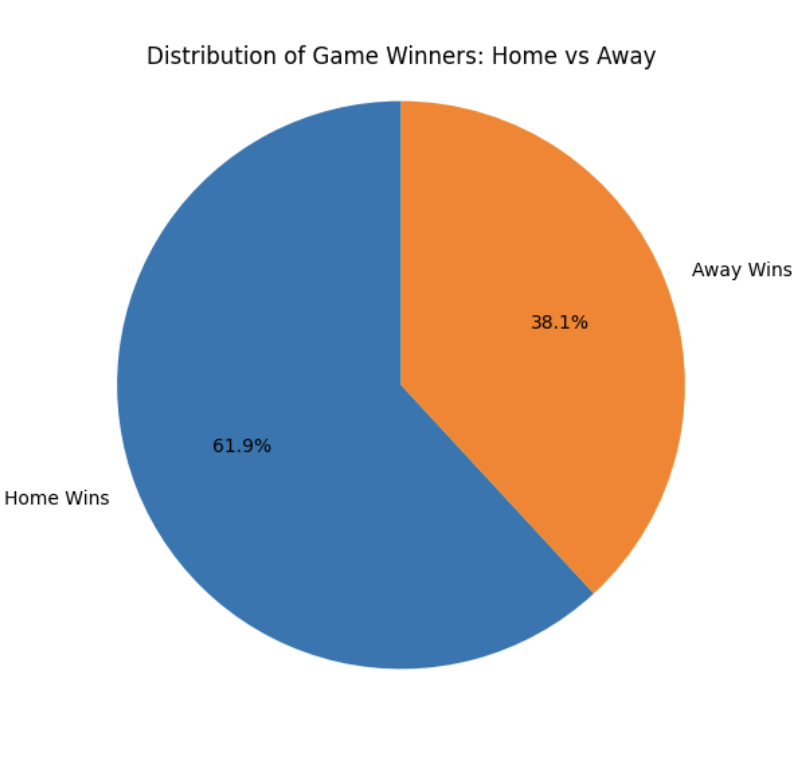 Distribution of Game Winners: Home vs Away
Away Wins
38.1%
61.9%
Home Wins